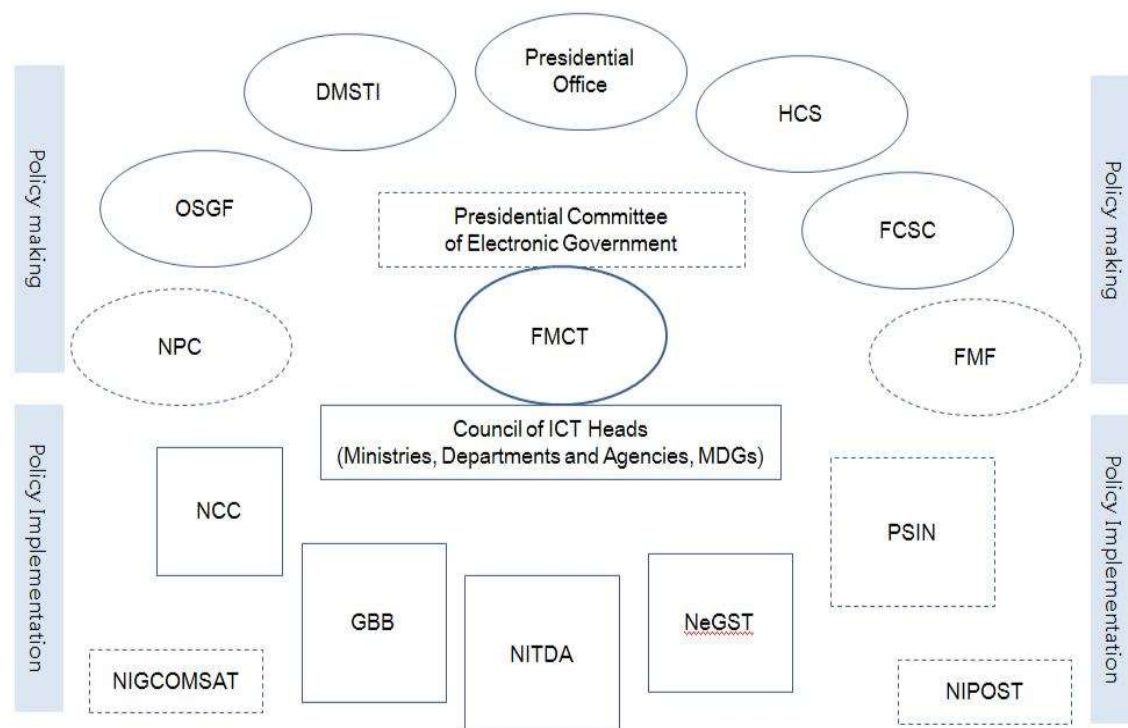 Presidential
Office
DMSTI
HCS
Policy making
Policy making
OSGF
Presidential Committee
of Electronic Government
FCSC
NPC
FMCT
FMF
Council of ICT Heads
(Ministries, Departments and Agencies, MDGs)
Policy Implementation
Policy Implementation
NCC
PSIN
GBB
NITDA
NeGST
NIGCOMSAT
NIPOST